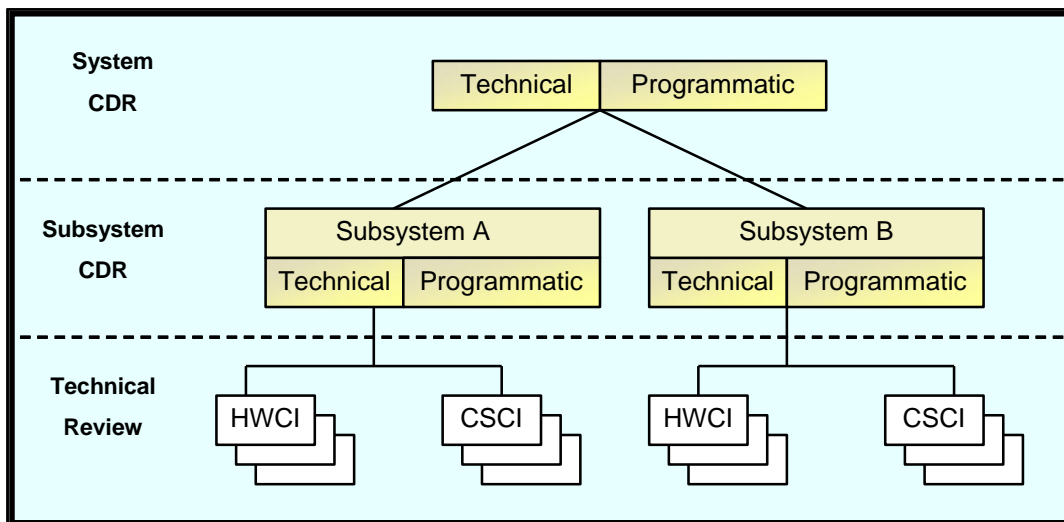 System
CDR
Technical Programmatic
Subsystem
CDR
Subsystem A
Technical Programmatic
Subsystem B
Technical Programmatic
Technical
Review
HWCI
CSCI
HWCI
CSCI